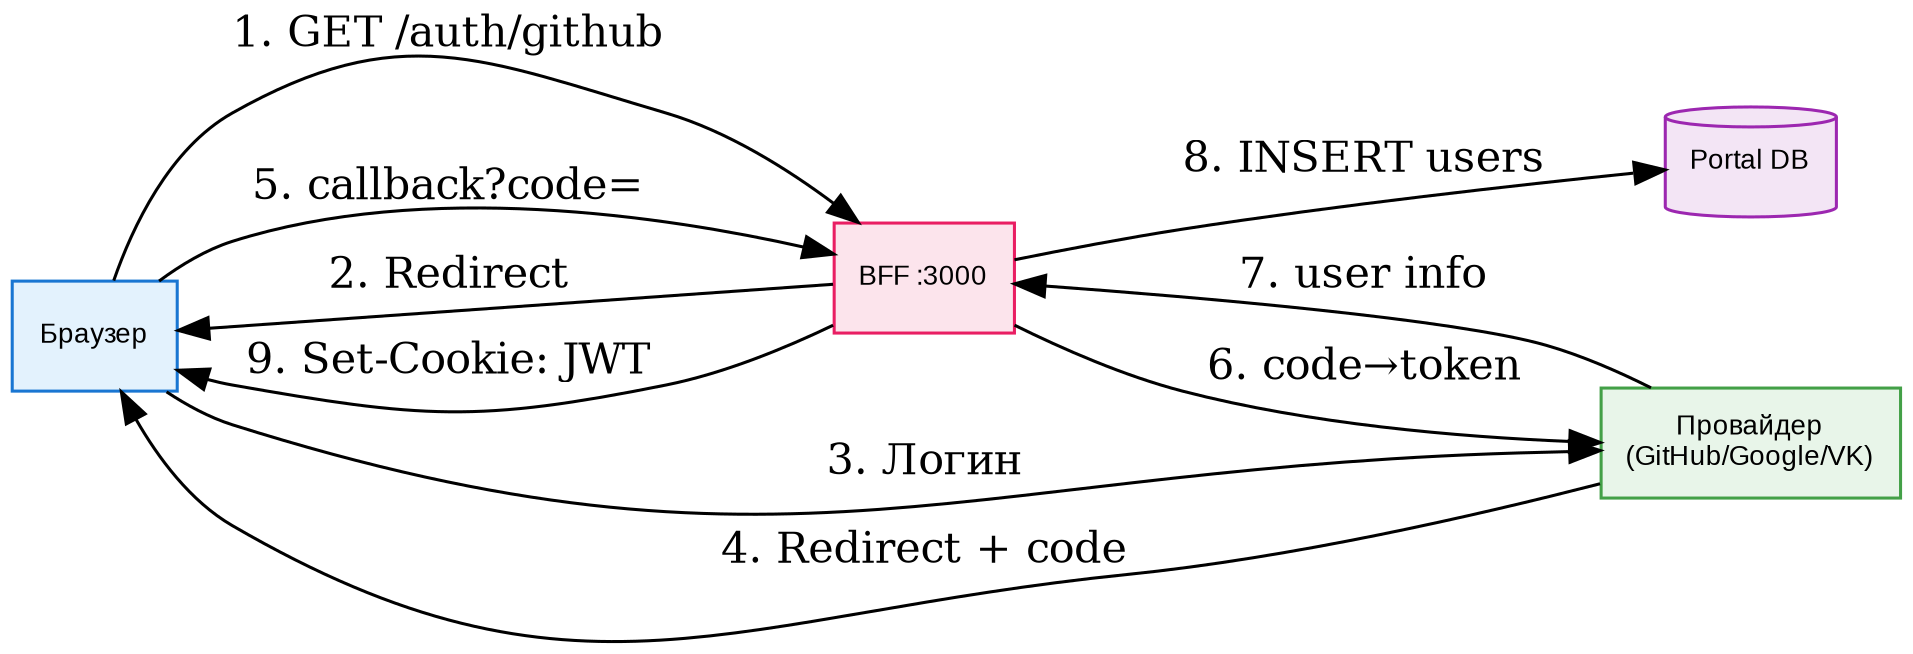 1. GET /auth/github
8. INSERT users
Portal DB
5. callback?code=
2. Redirect
BFF :3000
7. user info
Браузер
9. Set-Cookie: JWT
6. code→token
Провайдер
(GitHub/Google/VK)
3. Логин
4. Redirect + code